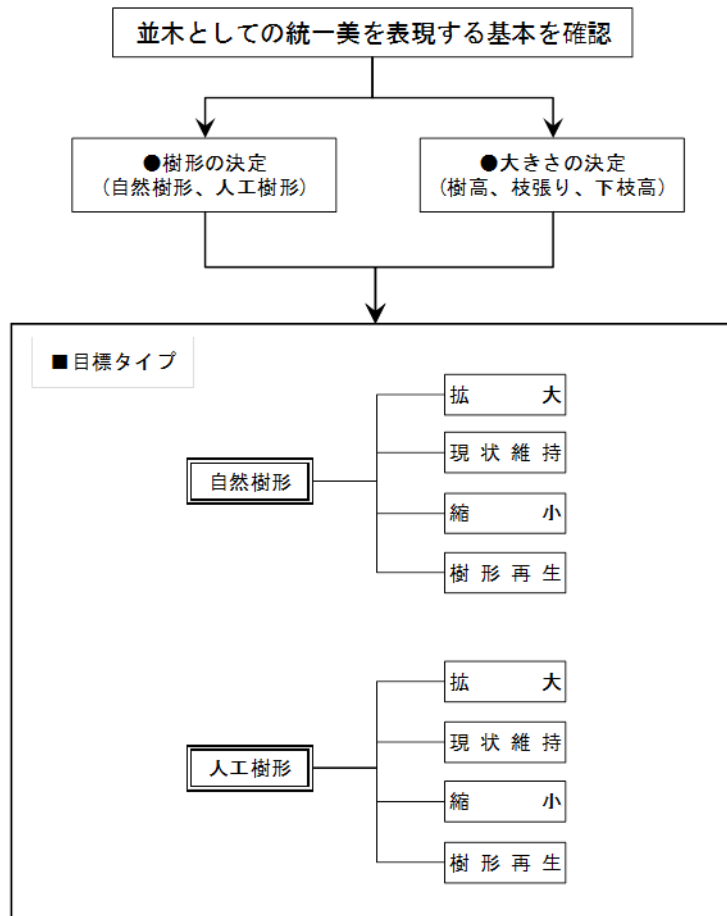 並木としての統一美を表現する基本を確認
●樹形の決定
(自然樹形、人工樹形)
●大きさの決定
(樹高、枝張り、下枝高)
■目標タイプ
自然樹形
拡大
現状維持
縮小
樹形再生
人工樹形
拡大
現状維持
縮小
樹形再生